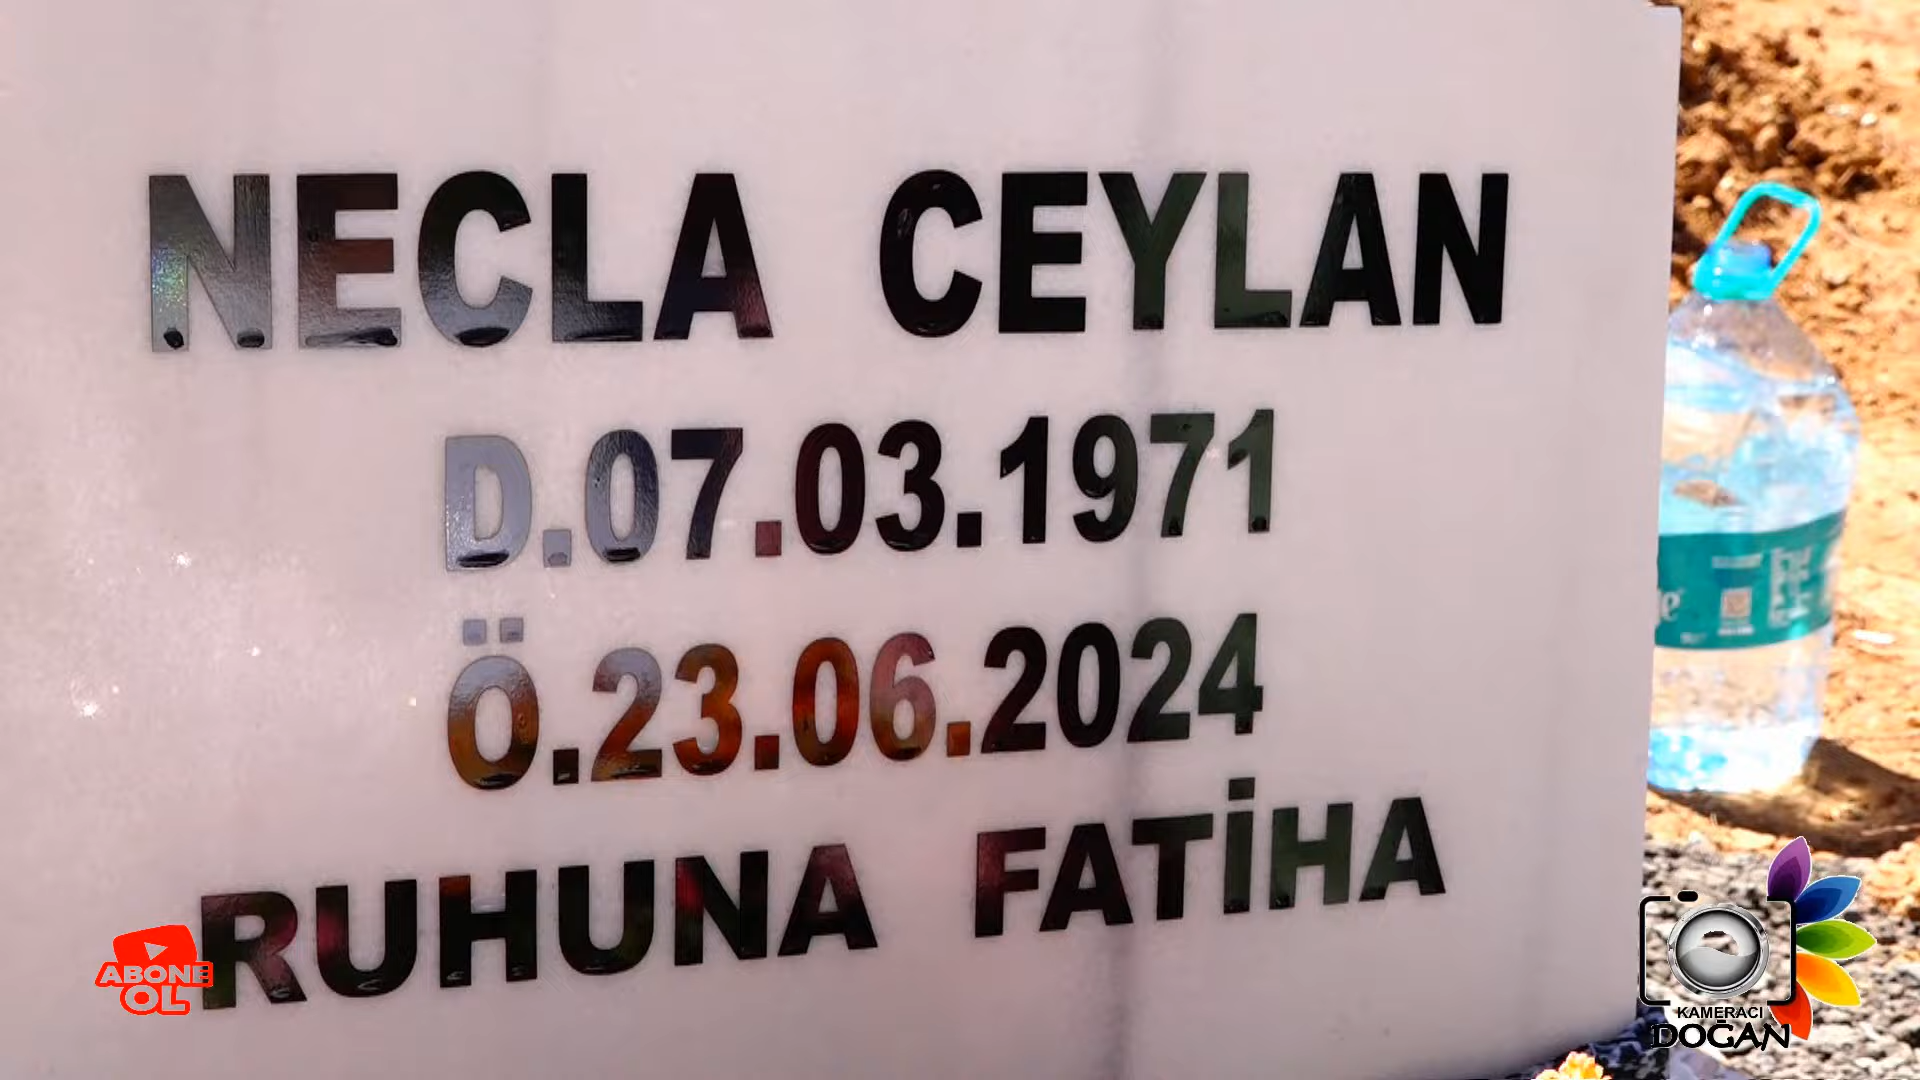 NECLA CEYLAN
D.07.03.1971
Ö.23.06.2024
RUHUNA FATİHA
ABONE
OL
KAMERACI
DOĞAN